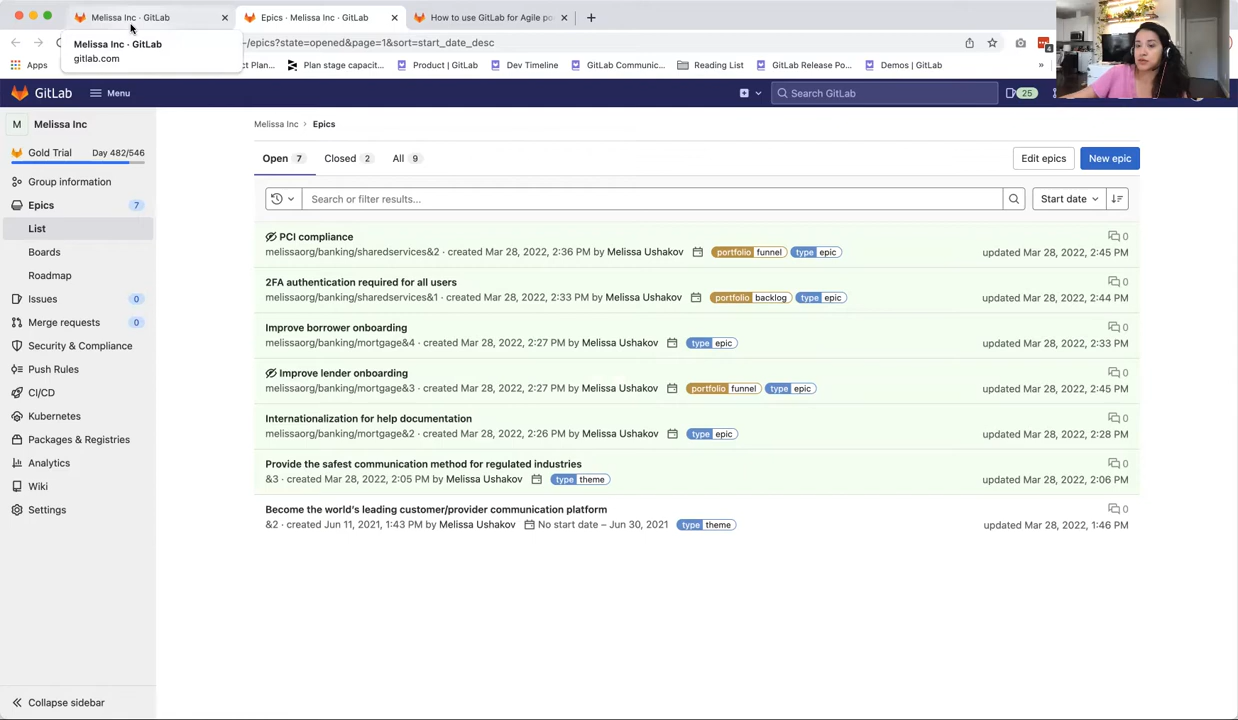 Melissa Inc · GitLab
Epics · Melissa Inc · GitLab
How to use GitLab for Agile po
Melissa Inc · GitLab
gitlab.com
-/epics?state=opened&page=1&sort=start_date_desc
Apps
ct Plan...
Plan stage capacit...
Product | GitLab
Dev Timeline
GitLab Communic...
Reading List
GitLab Release Po...
Demos | GitLab
»
GitLab
Menu
Search GitLab
25
M Melissa Inc
Gold Trial Day 482/546
Group information
Epics 7
List
Boards
Roadmap
Issues 0
Merge requests 0
Security & Compliance
Push Rules
CI/CD
Kubernetes
Packages & Registries
Analytics
Wiki
Settings
Collapse sidebar
Melissa Inc › Epics
Open 7 Closed 2 All 9
Edit epics
New epic
Search or filter results...
Start date
PCI compliance 0
melissaorg/banking/sharedservices&2 · created Mar 28, 2022, 2:36 PM by Melissa Ushakov portfolio funnel type epic updated Mar 28, 2022, 2:45 PM
2FA authentication required for all users 0
melissaorg/banking/sharedservices&1 · created Mar 28, 2022, 2:33 PM by Melissa Ushakov portfolio backlog type epic updated Mar 28, 2022, 2:44 PM
Improve borrower onboarding 0
melissaorg/banking/mortgage&4 · created Mar 28, 2022, 2:27 PM by Melissa Ushakov type epic updated Mar 28, 2022, 2:33 PM
Improve lender onboarding 0
melissaorg/banking/mortgage&3 · created Mar 28, 2022, 2:27 PM by Melissa Ushakov portfolio funnel type epic updated Mar 28, 2022, 2:45 PM
Internationalization for help documentation 0
melissaorg/banking/mortgage&2 · created Mar 28, 2022, 2:26 PM by Melissa Ushakov type epic updated Mar 28, 2022, 2:28 PM
Provide the safest communication method for regulated industries 0
&3 · created Mar 28, 2022, 2:05 PM by Melissa Ushakov type theme updated Mar 28, 2022, 2:06 PM
Become the world's leading customer/provider communication platform 0
&2 · created Jun 11, 2021, 1:43 PM by Melissa Ushakov No start date – Jun 30, 2021 type theme updated Mar 28, 2022, 1:46 PM